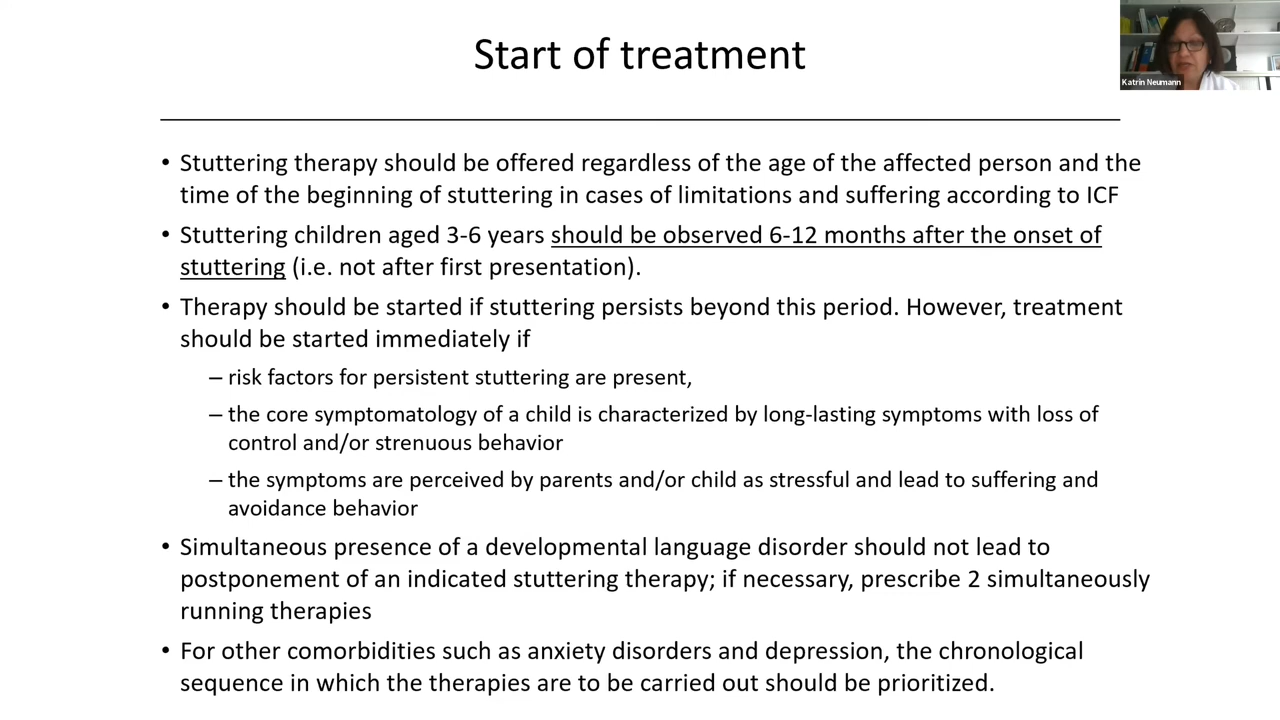 Start of treatment
Katrin Neumann
• Stuttering therapy should be offered regardless of the age of the affected person and the
time of the beginning of stuttering in cases of limitations and suffering according to ICF
• Stuttering children aged 3-6 years should be observed 6-12 months after the onset of
stuttering (i.e. not after first presentation).
• Therapy should be started if stuttering persists beyond this period. However, treatment
should be started immediately if
– risk factors for persistent stuttering are present,
– the core symptomatology of a child is characterized by long-lasting symptoms with loss of
control and/or strenuous behavior
– the symptoms are perceived by parents and/or child as stressful and lead to suffering and
avoidance behavior
• Simultaneous presence of a developmental language disorder should not lead to
postponement of an indicated stuttering therapy; if necessary, prescribe 2 simultaneously
running therapies
• For other comorbidities such as anxiety disorders and depression, the chronological
sequence in which the therapies are to be carried out should be prioritized.